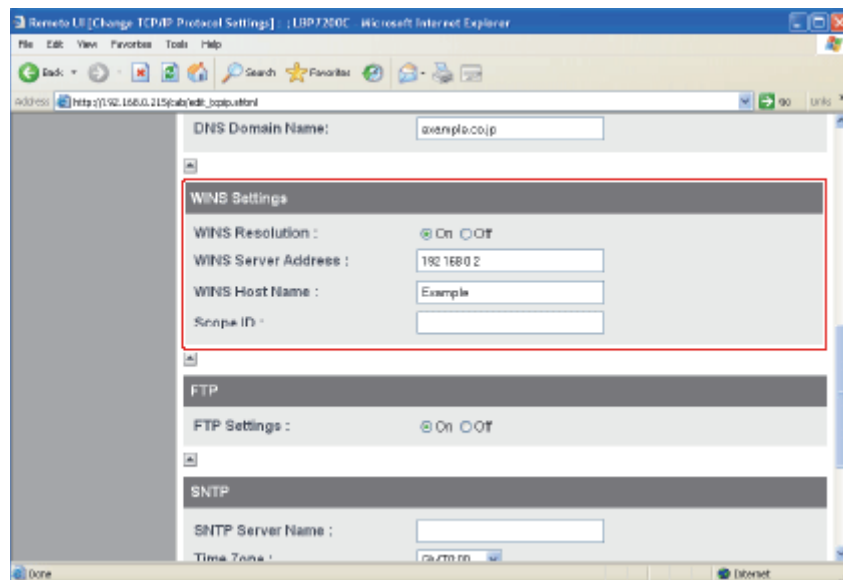 Remote UI [Change TCP/IP Protocol Settings] : ; LBP7200C - Microsoft Internet Explorer
File Edit View Favorites Tools Help
Back Search Favorites
Address http://192.168.0.215/cab/edit_tcpip.shtml Go Links
DNS Domain Name: example.co.jp
WINS Settings
WINS Resolution : On Off
WINS Server Address : 192.168.0.2
WINS Host Name : Example
Scope ID :
FTP
FTP Settings : On Off
SNTP
SNTP Server Name :
Time Zone :
Done Internet